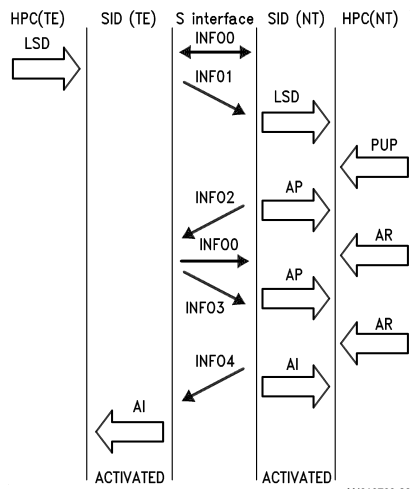 HPC(TE) SID (TE) S interface SID (NT) HPC(NT)
LSD INFO0
INFO1
LSD
PUP
INFO2 AP
INFO0 AR
AP
INFO3
AR
INFO4 AI
AI
ACTIVATED ACTIVATED